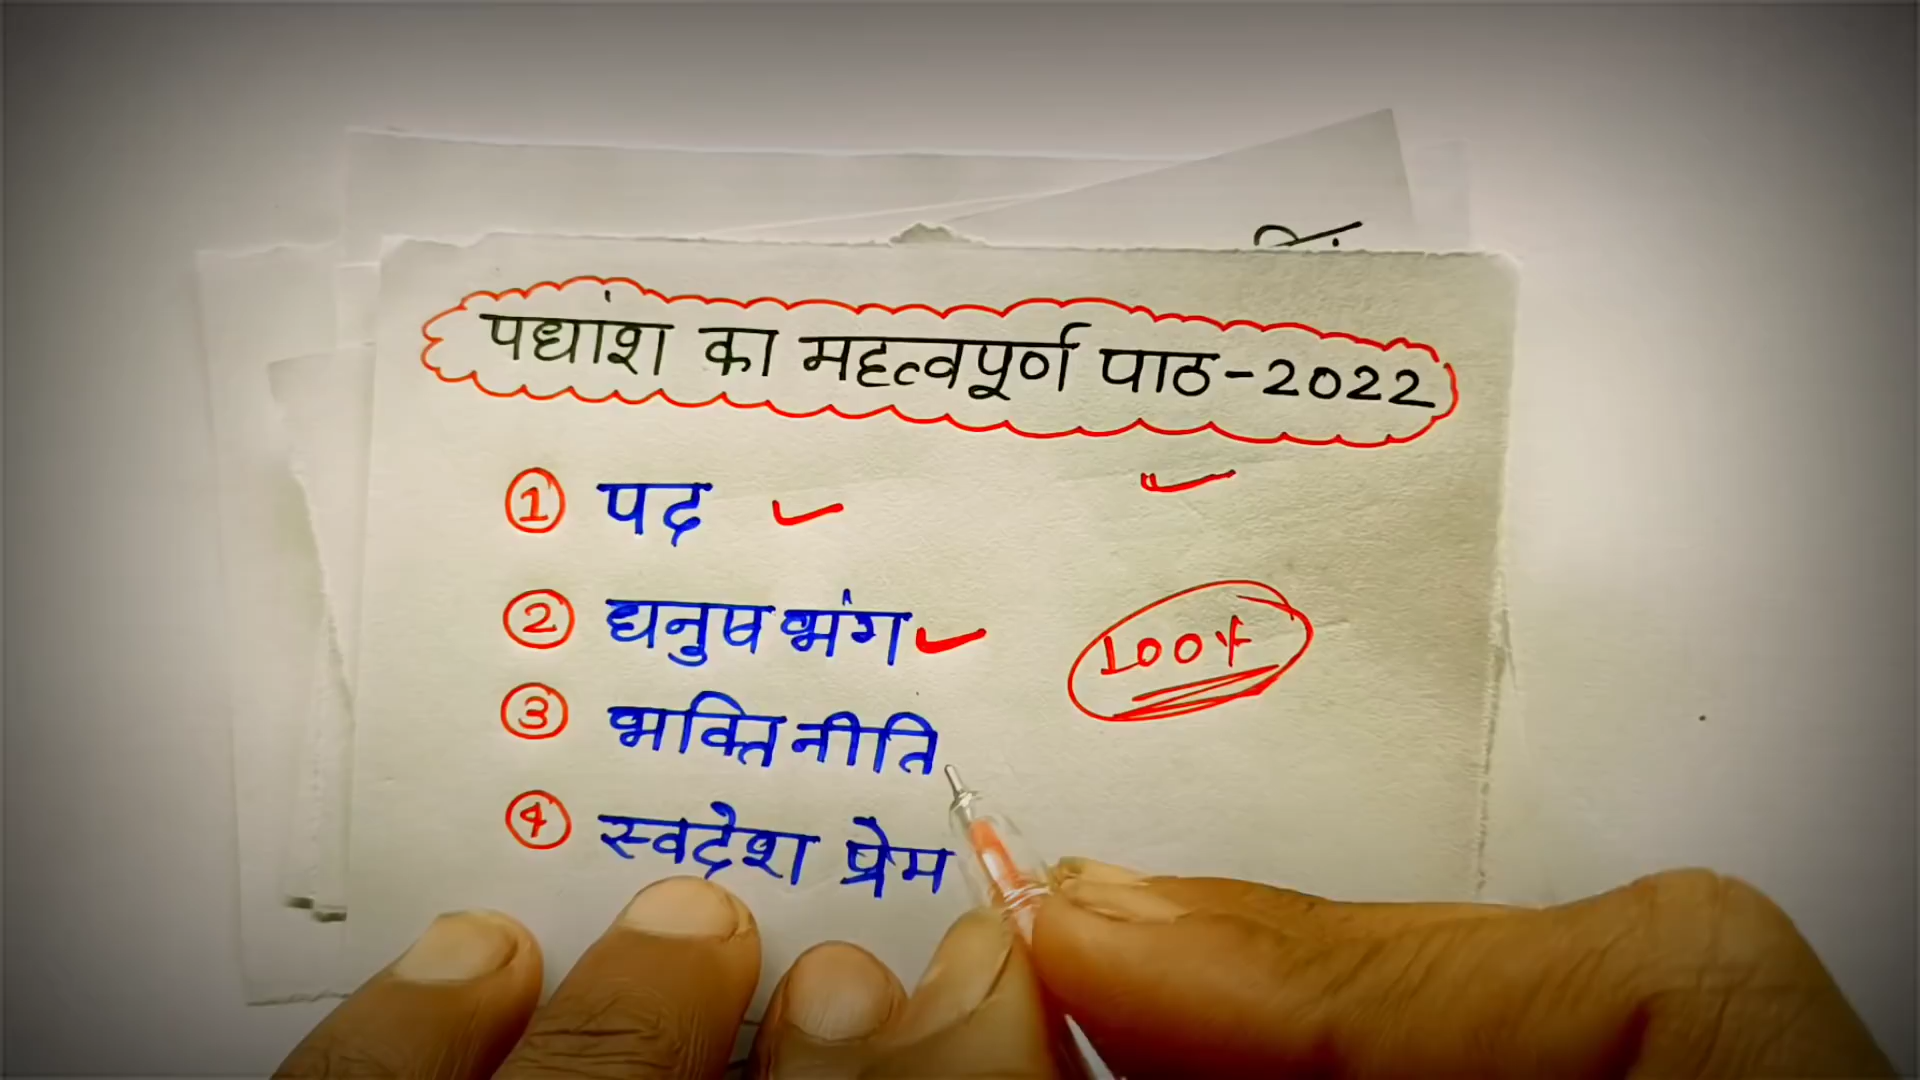 पद्यांश का महत्वपूर्ण पाठ-2022
① पद
② धनुष भंग
100%
③ भक्ति नीति
④ स्वदेश प्रेम